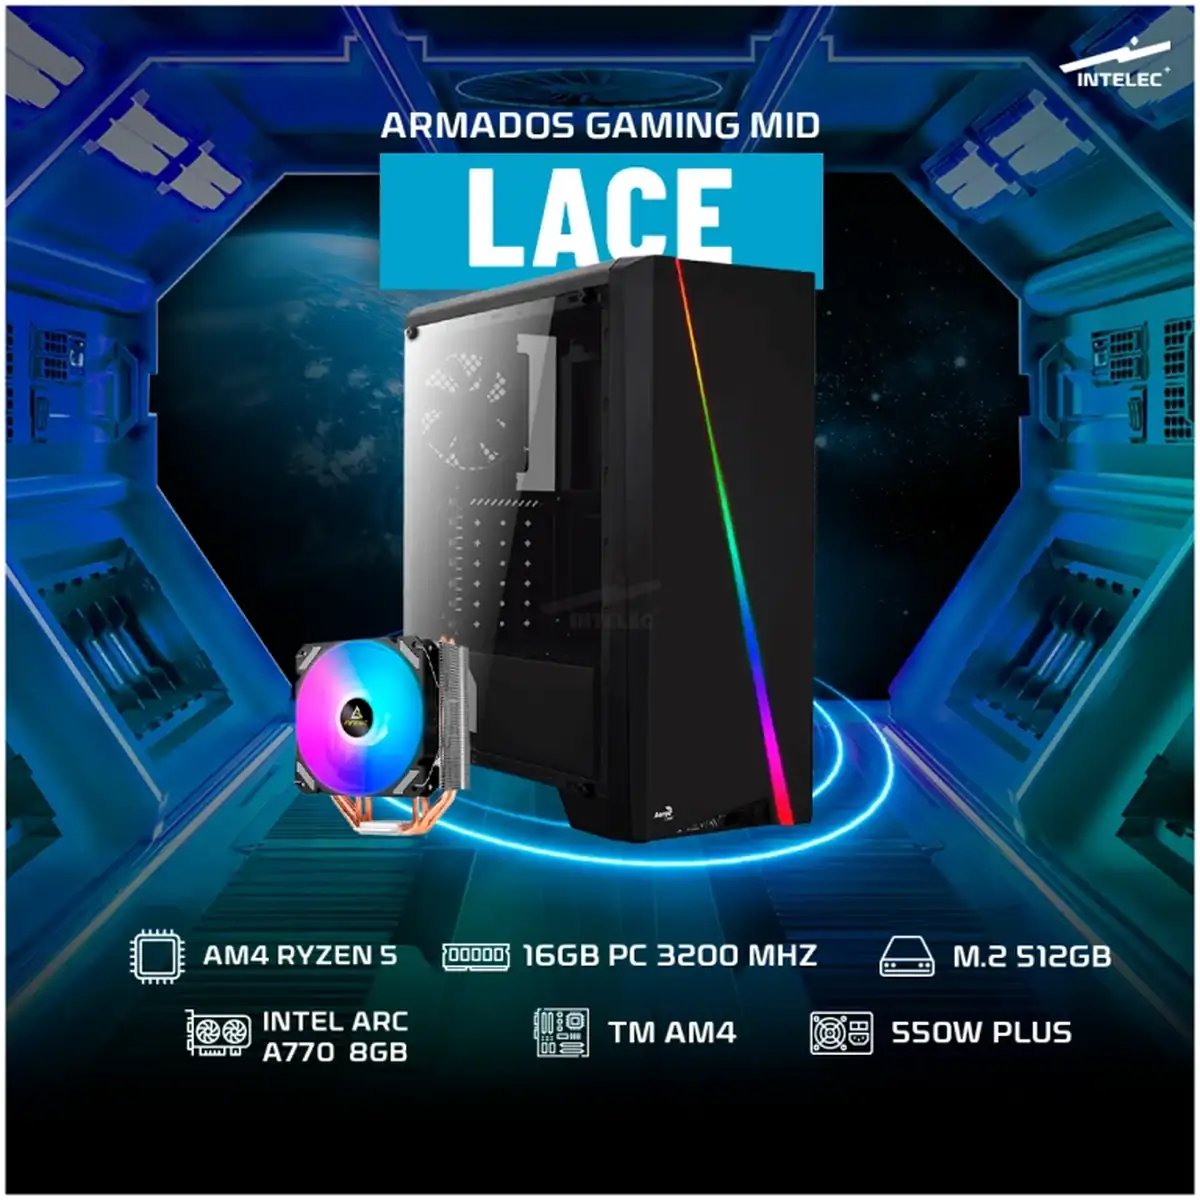 INTELEC
ARMADOS GAMING MID
LACE
INTELEC
AM4 RYZEN 5
16GB PC 3200 MHZ
M.2 512GB
INTEL ARC
A770 8GB
TM AM4
550W PLUS